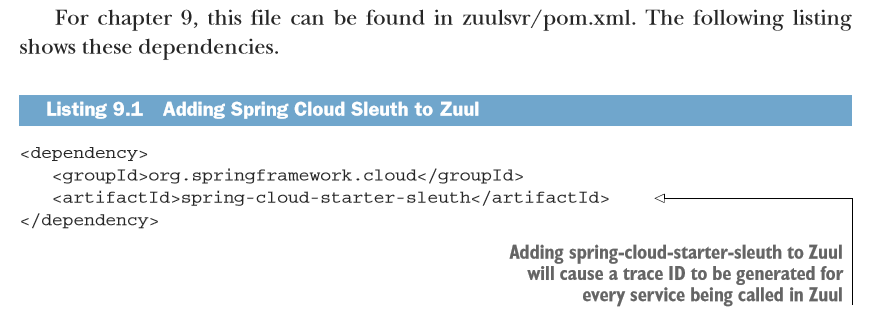 For chapter 9, this file can be found in zuulsvr/pom.xml. The following listing
shows these dependencies.
Listing 9.1 Adding Spring Cloud Sleuth to Zuul
<dependency>
<groupId>org.springframework.cloud</groupId>
<artifactId>spring-cloud-starter-sleuth</artifactId>
</dependency>
Adding spring-cloud-starter-sleuth to Zuul
will cause a trace ID to be generated for
every service being called in Zuul